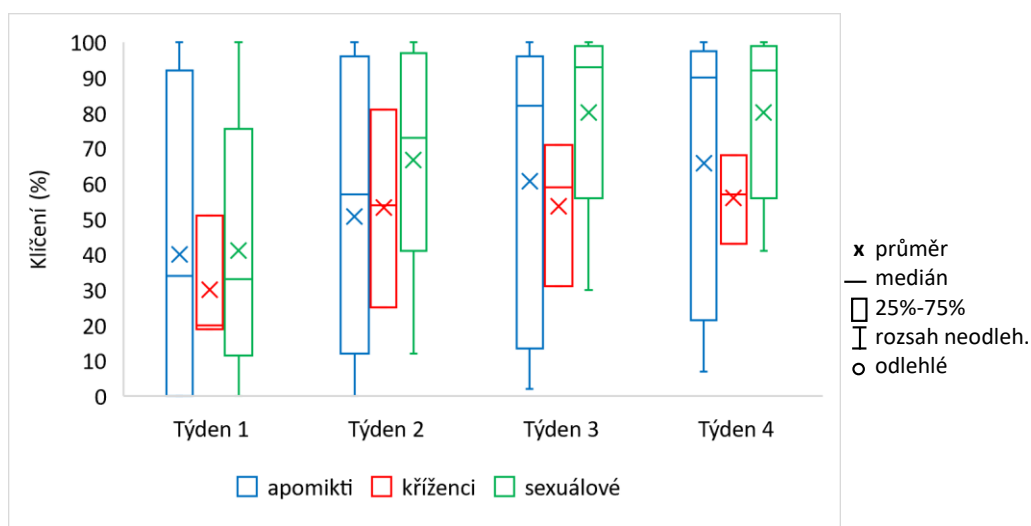 Klíčení (%)
100
90
80
70
60
50
40
30
20
10
0
Týden 1 Týden 2 Týden 3 Týden 4
apomikti kříženci sexuálové
x průměr
medián
25%-75%
rozsah neodleh.
odlehlé